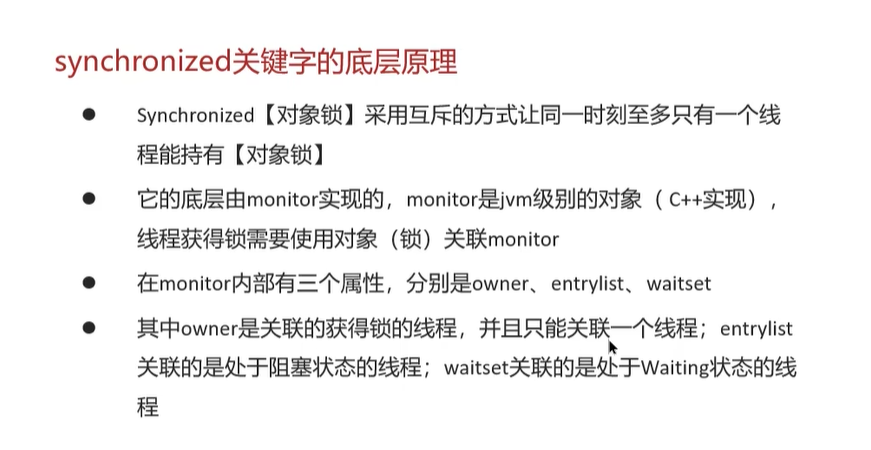 synchronized关键字的底层原理
● Synchronized【对象锁】采用互斥的方式让同一时刻至多只有一个线
程能持有【对象锁】
● 它的底层由monitor实现的，monitor是jvm级别的对象（ C++实现），
线程获得锁需要使用对象（锁）关联monitor
● 在monitor内部有三个属性，分别是owner、entrylist、waitset
● 其中owner是关联的获得锁的线程，并且只能关联一个线程；entrylist
关联的是处于阻塞状态的线程；waitset关联的是处于Waiting状态的线
程